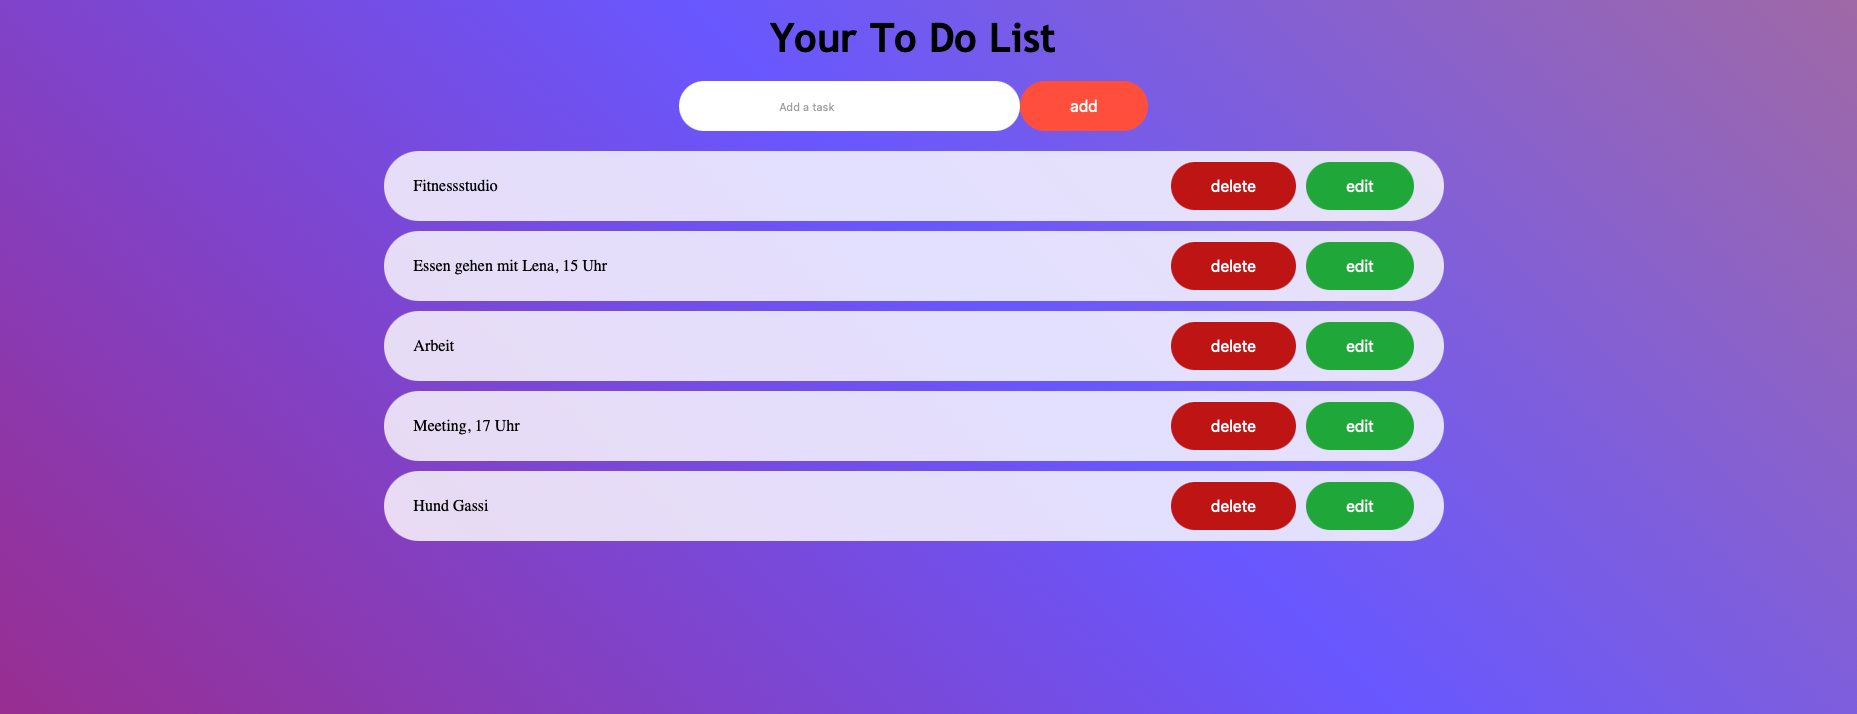 Your To Do List
Add a task add
Fitnessstudio delete edit
Essen gehen mit Lena, 15 Uhr delete edit
Arbeit delete edit
Meeting, 17 Uhr delete edit
Hund Gassi delete edit